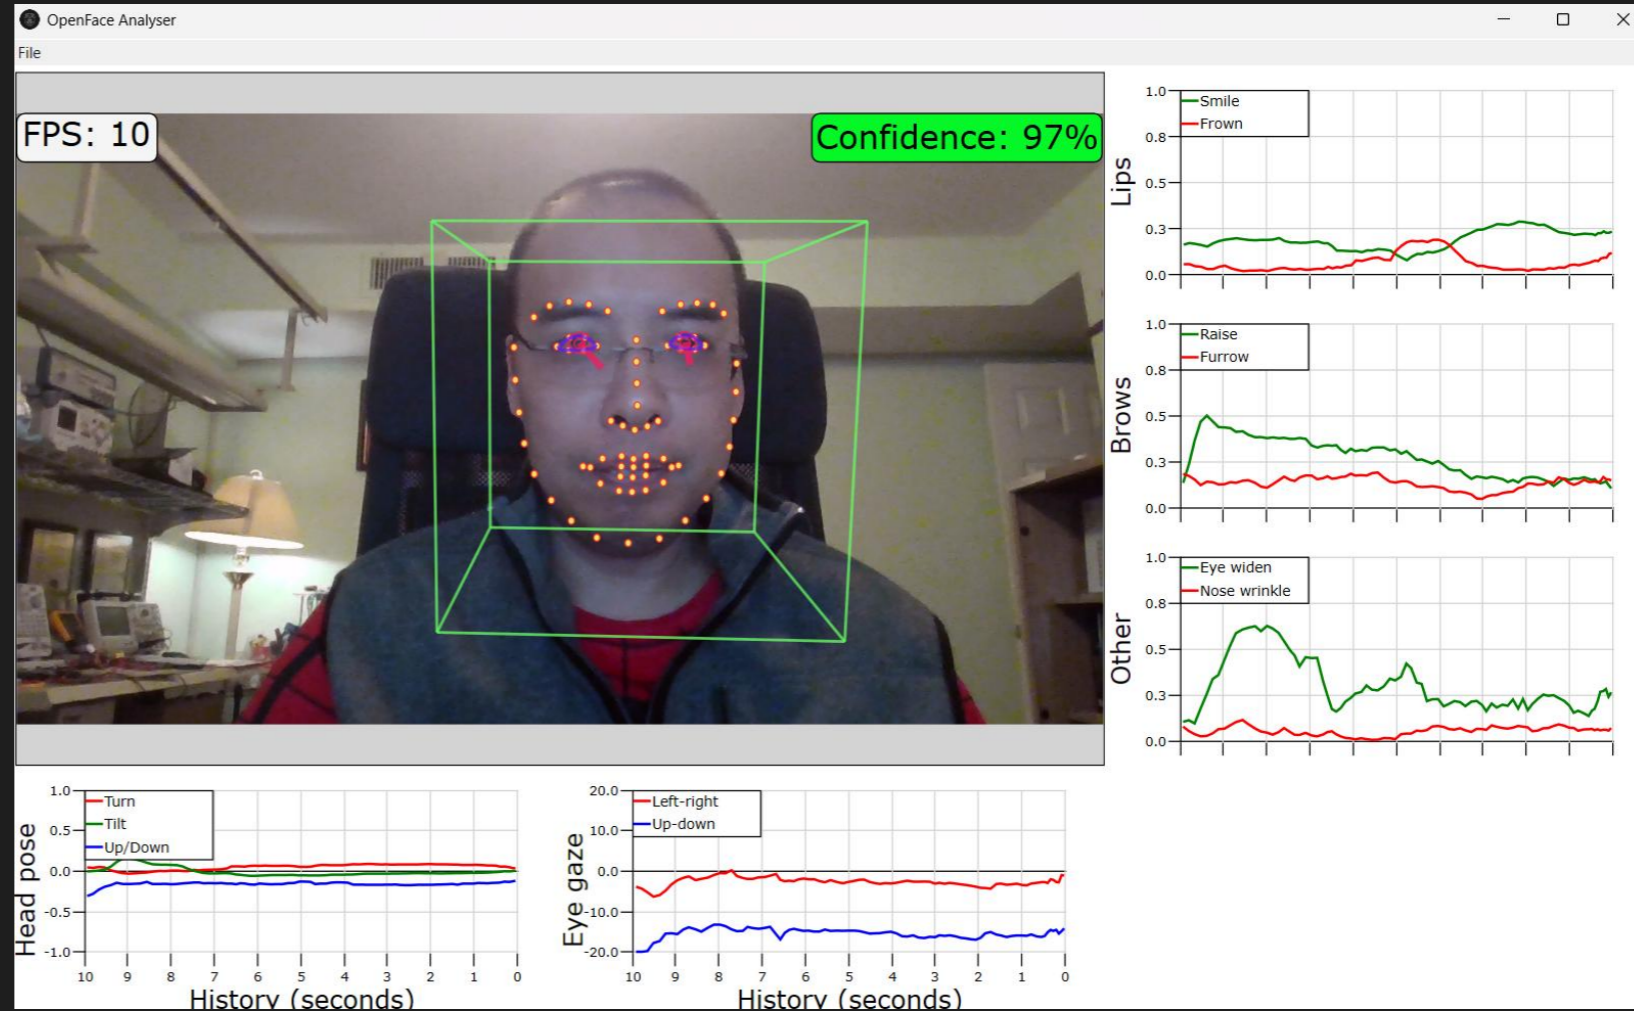 OpenFace Analyser
File
FPS: 10
Confidence: 97%
Lips
1.0
0.8
0.5
0.3
0.0
Smile
Frown
Brows
1.0
0.8
0.5
0.3
0.0
Raise
Furrow
Other
1.0
0.8
0.5
0.3
0.0
Eye widen
Nose wrinkle
Head pose
1.0
0.5
0.0
-0.5
-1.0
Turn
Tilt
Up/Down
10 9 8 7 6 5 4 3 2 1 0
History (seconds)
Eye gaze
20.0
10.0
0.0
-10.0
-20.0
Left-right
Up-down
10 9 8 7 6 5 4 3 2 1 0
History (seconds)